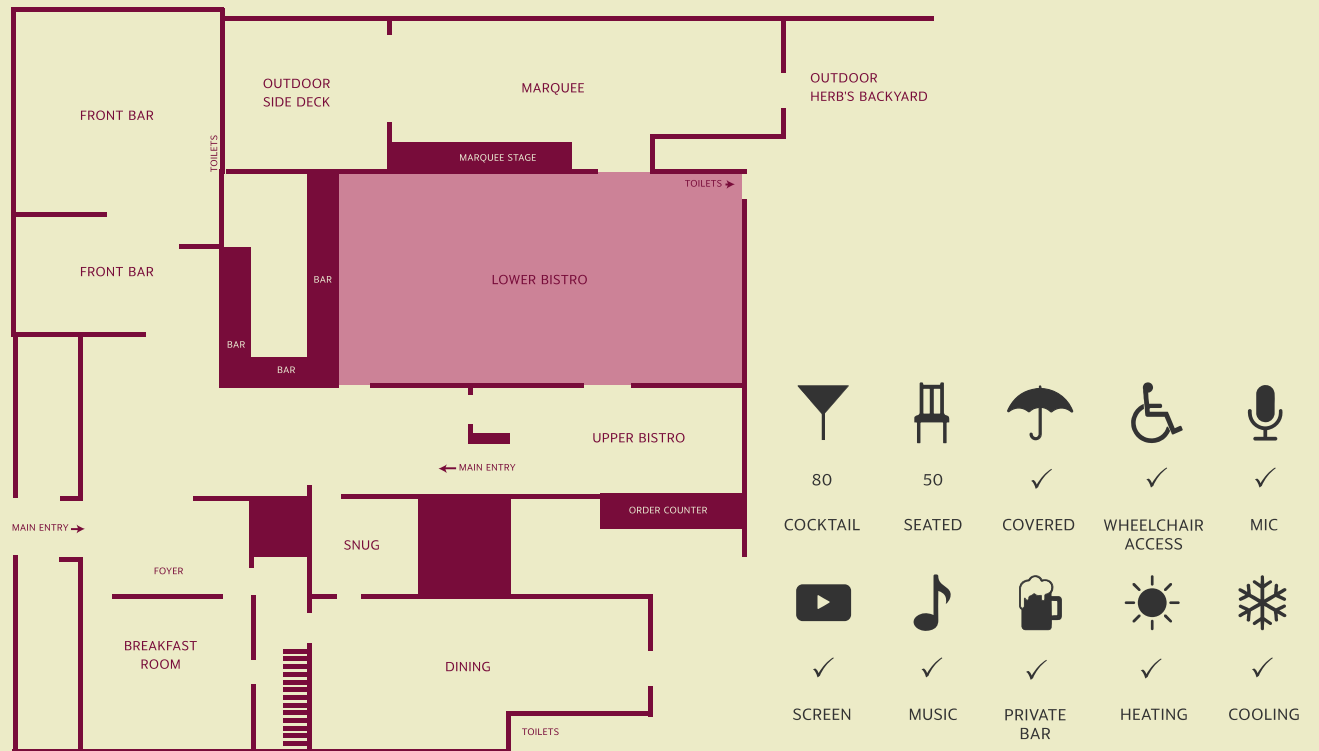 FRONT BAR
TOILETS
OUTDOOR
SIDE DECK
MARQUEE
OUTDOOR
HERB'S BACKYARD
MARQUEE STAGE
TOILETS
FRONT BAR
BAR
LOWER BISTRO
BAR
BAR
UPPER BISTRO
MAIN ENTRY
ORDER COUNTER
MAIN ENTRY
SNUG
FOYER
BREAKFAST
ROOM
DINING
TOILETS
80
50
COCKTAIL
SEATED
COVERED
WHEELCHAIR
ACCESS
MIC
SCREEN
MUSIC
PRIVATE
BAR
HEATING
COOLING